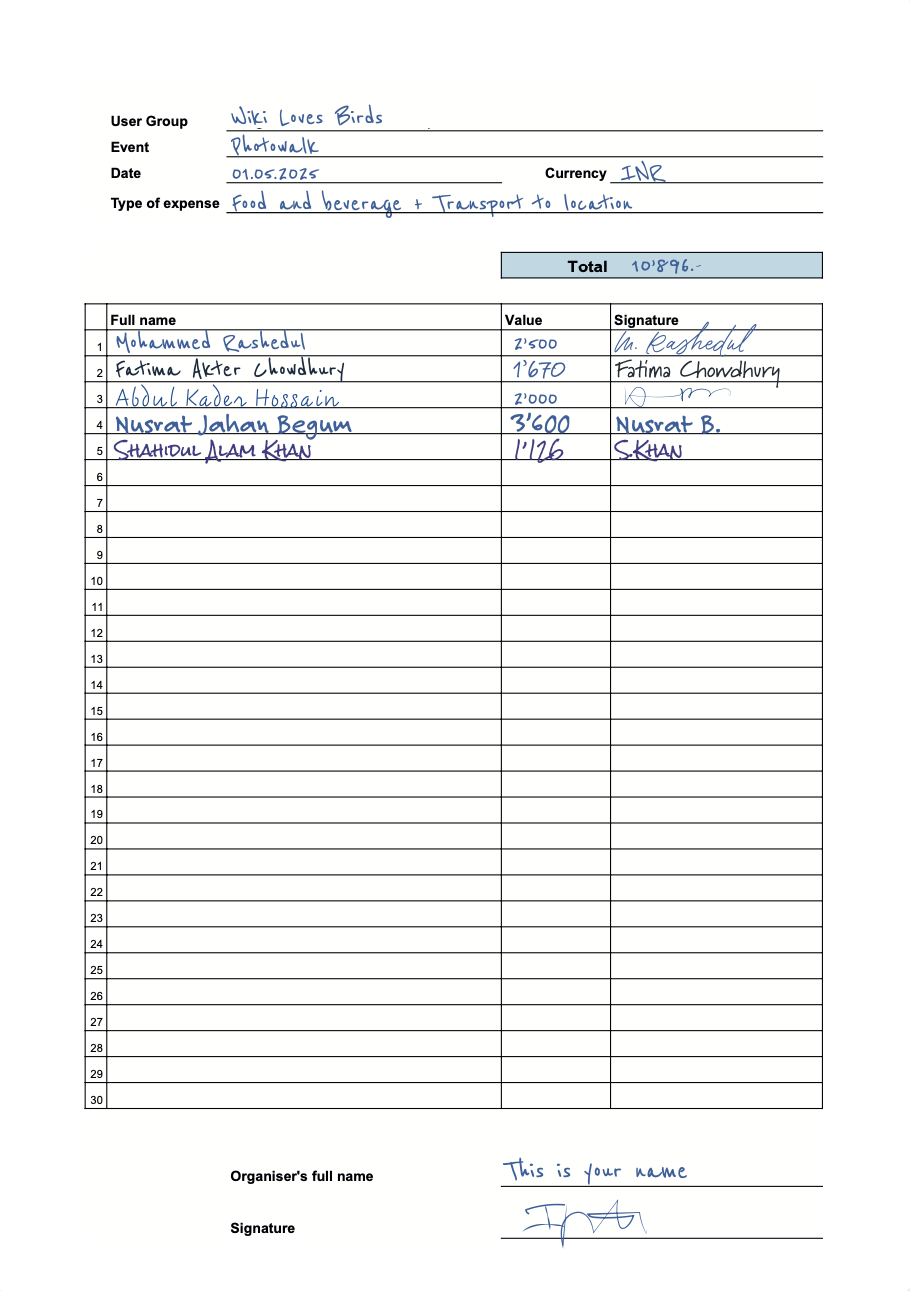 User Group Wiki Loves Birds
Event Photowalk
Date 01.05.2025 Currency INR
Type of expense Food and beverage + Transport to location
Total 10'896.-
Full name Value Signature
1 Mohammed Rashedul 2'500 M. Rashedul
2 Fatima Akter Chowdhury 1'670 Fatima Chowdhury
3 Abdul Kader Hossain 2'000
4 Nusrat Jahan Begum 3'600 Nusrat B.
5 SHAHIDUL ALAM KHAN 1'126 S.KHAN
6
7
8
9
10
11
12
13
14
15
16
17
18
19
20
21
22
23
24
25
26
27
28
29
30
Organiser's full name This is your name
Signature